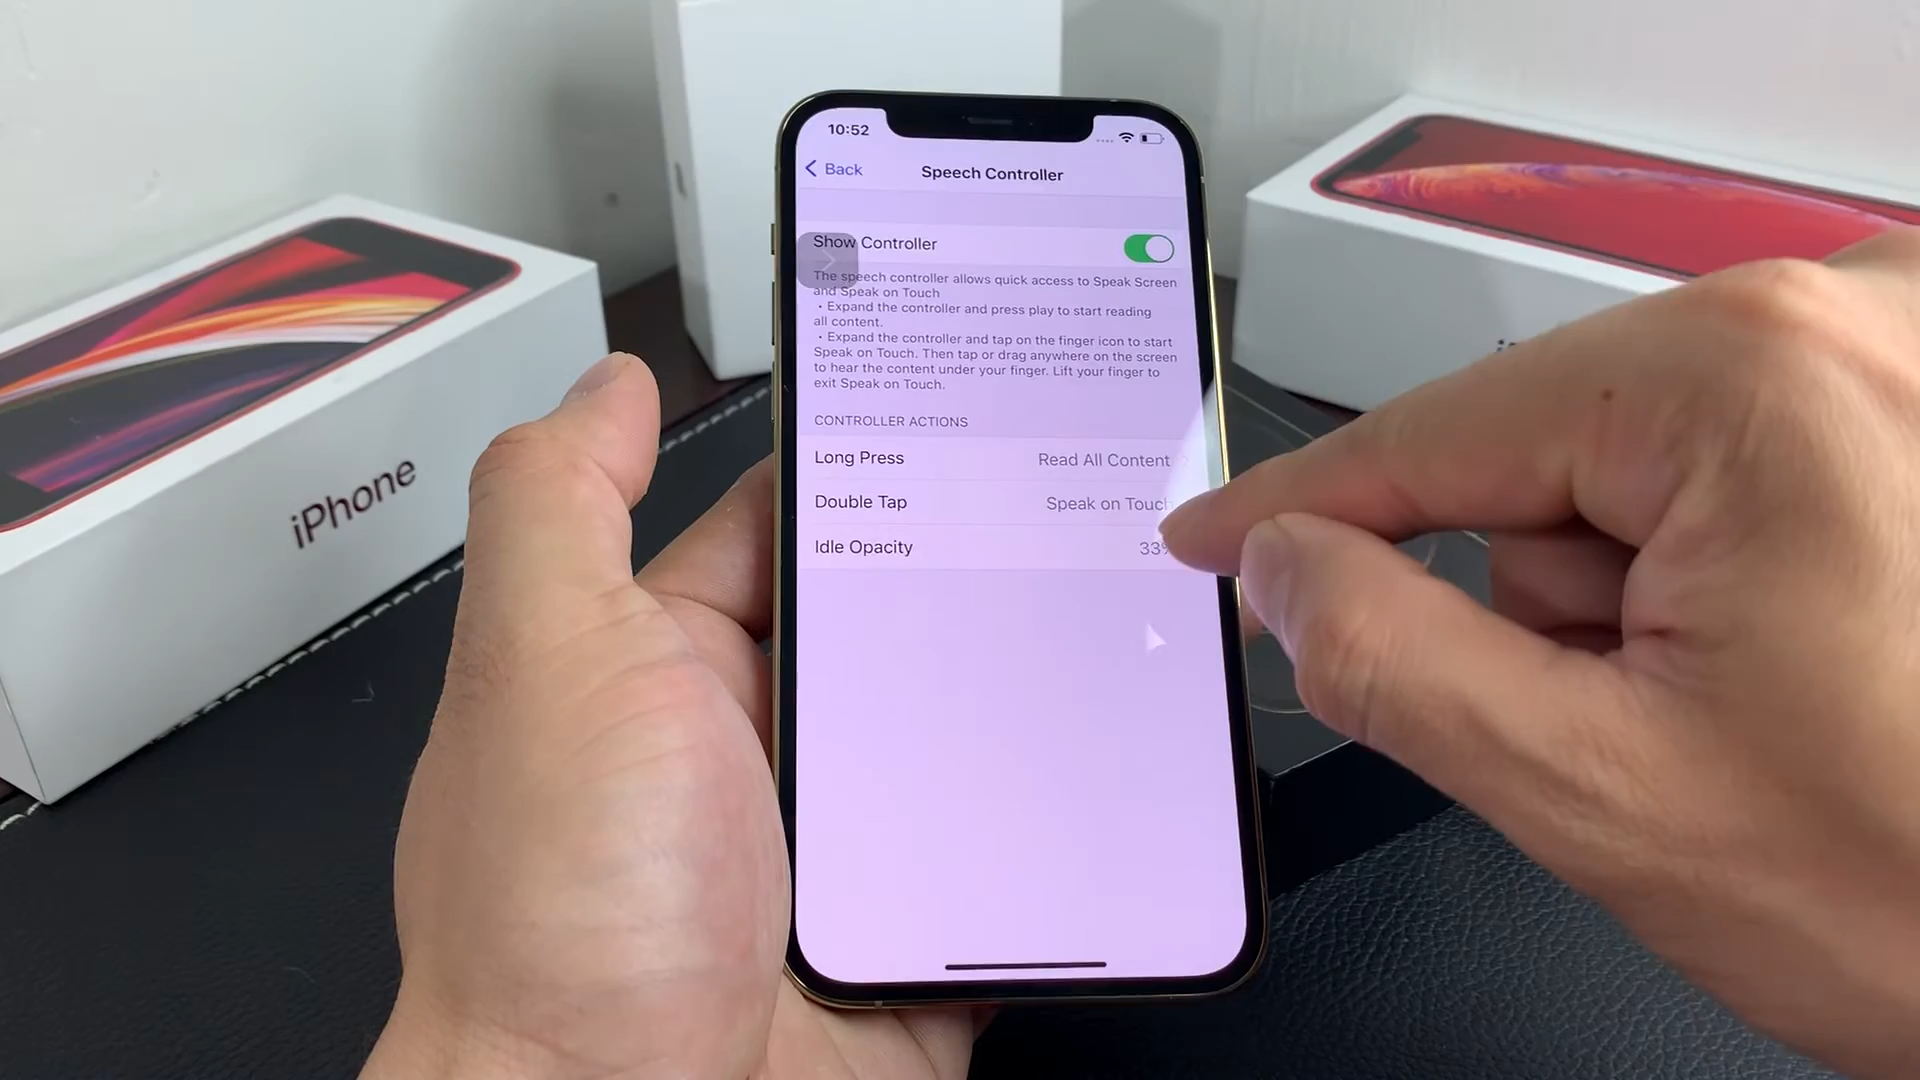 10:52
Back
Speech Controller
Show Controller
The speech controller allows quick access to Speak Screen
and Speak on Touch
• Expand the controller and press play to start reading
all content.
• Expand the controller and tap on the finger icon to start
Speak on Touch. Then tap or drag anywhere on the screen
to hear the content under your finger. Lift your finger to
exit Speak on Touch.
CONTROLLER ACTIONS
Long Press Read All Content
Double Tap Speak on Touch
Idle Opacity 33%
iPhone